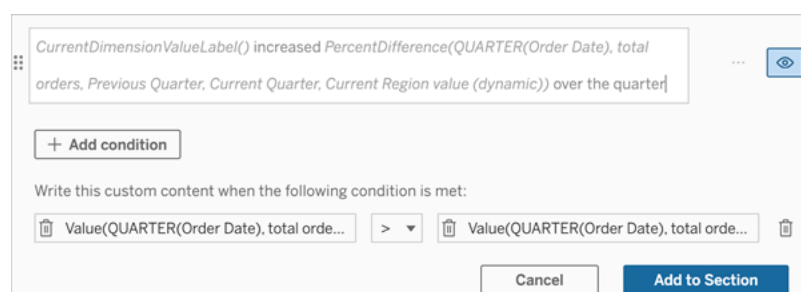 CurrentDimensionValueLabel() increased PercentDifference(QUARTER(Order Date), total
orders, Previous Quarter, Current Quarter, Current Region value (dynamic)) over the quarter
...
+ Add condition
Write this custom content when the following condition is met:
Value(QUARTER(Order Date), total orde... > Value(QUARTER(Order Date), total orde...
Cancel Add to Section